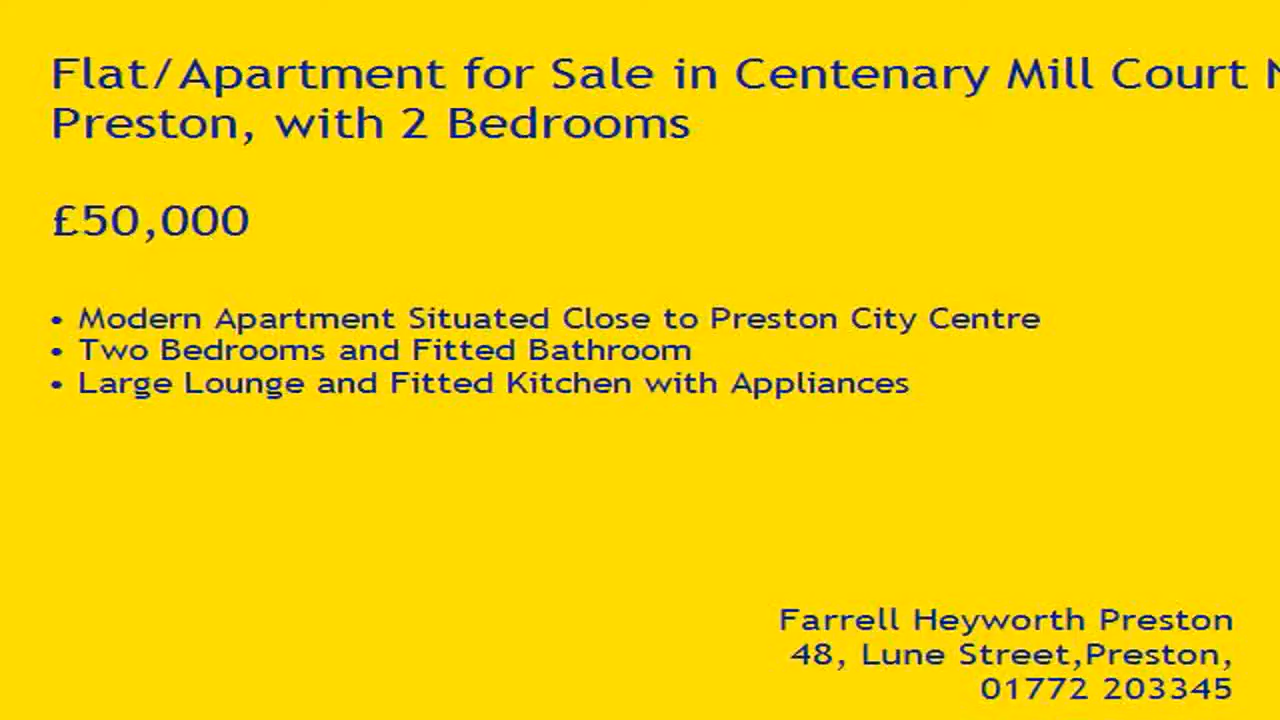 Flat/Apartment for Sale in Centenary Mill Court
Preston, with 2 Bedrooms
£50,000
• Modern Apartment Situated Close to Preston City Centre
• Two Bedrooms and Fitted Bathroom
• Large Lounge and Fitted Kitchen with Appliances
Farrell Heyworth Preston
48, Lune Street,Preston,
01772 203345